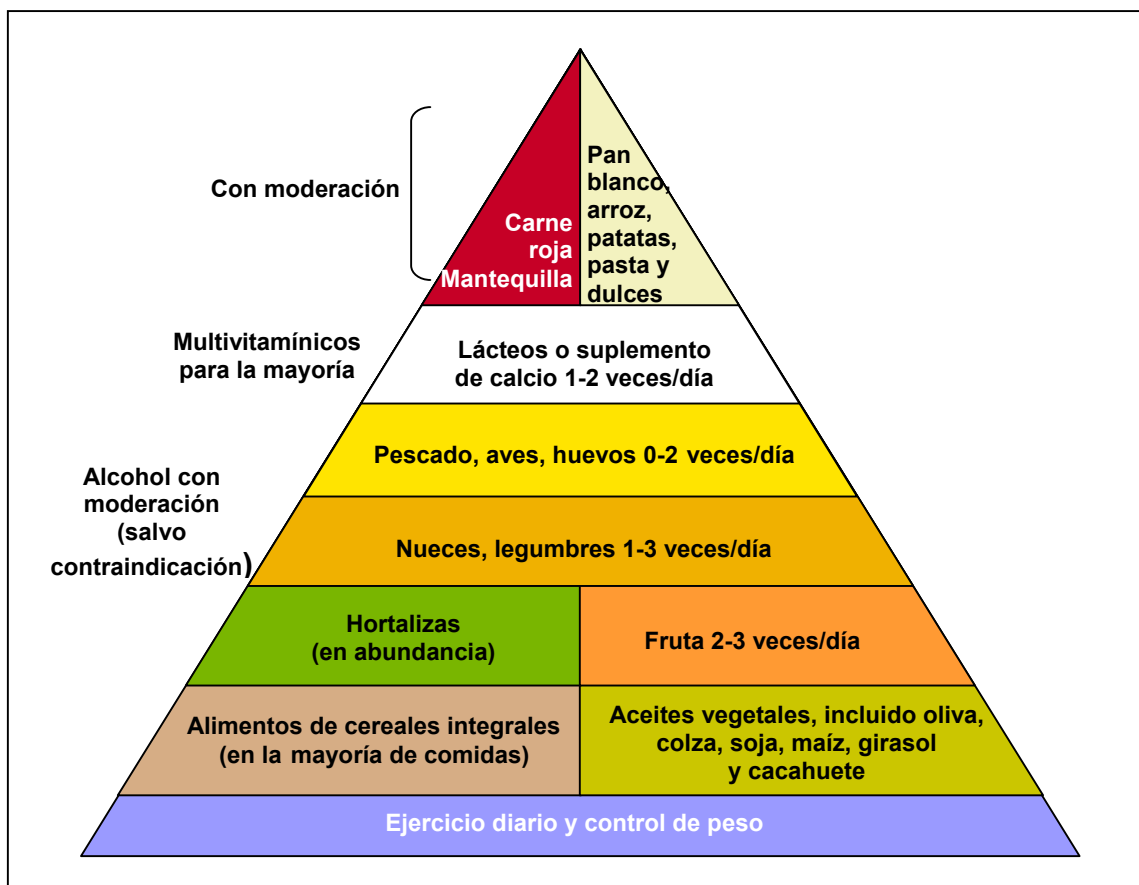 Con moderación
Carne
roja
Mantequilla
Pan
blanco,
arroz,
patatas,
pasta y
dulces
Multivitamínicos
para la mayoría
Lácteos o suplemento
de calcio 1-2 veces/día
Pescado, aves, huevos 0-2 veces/día
Alcohol con
moderación
(salvo
contraindicación)
Nueces, legumbres 1-3 veces/día
Hortalizas
(en abundancia)
Fruta 2-3 veces/día
Alimentos de cereales integrales
(en la mayoría de comidas)
Aceites vegetales, incluido oliva,
colza, soja, maíz, girasol
y cacahuete
Ejercicio diario y control de peso